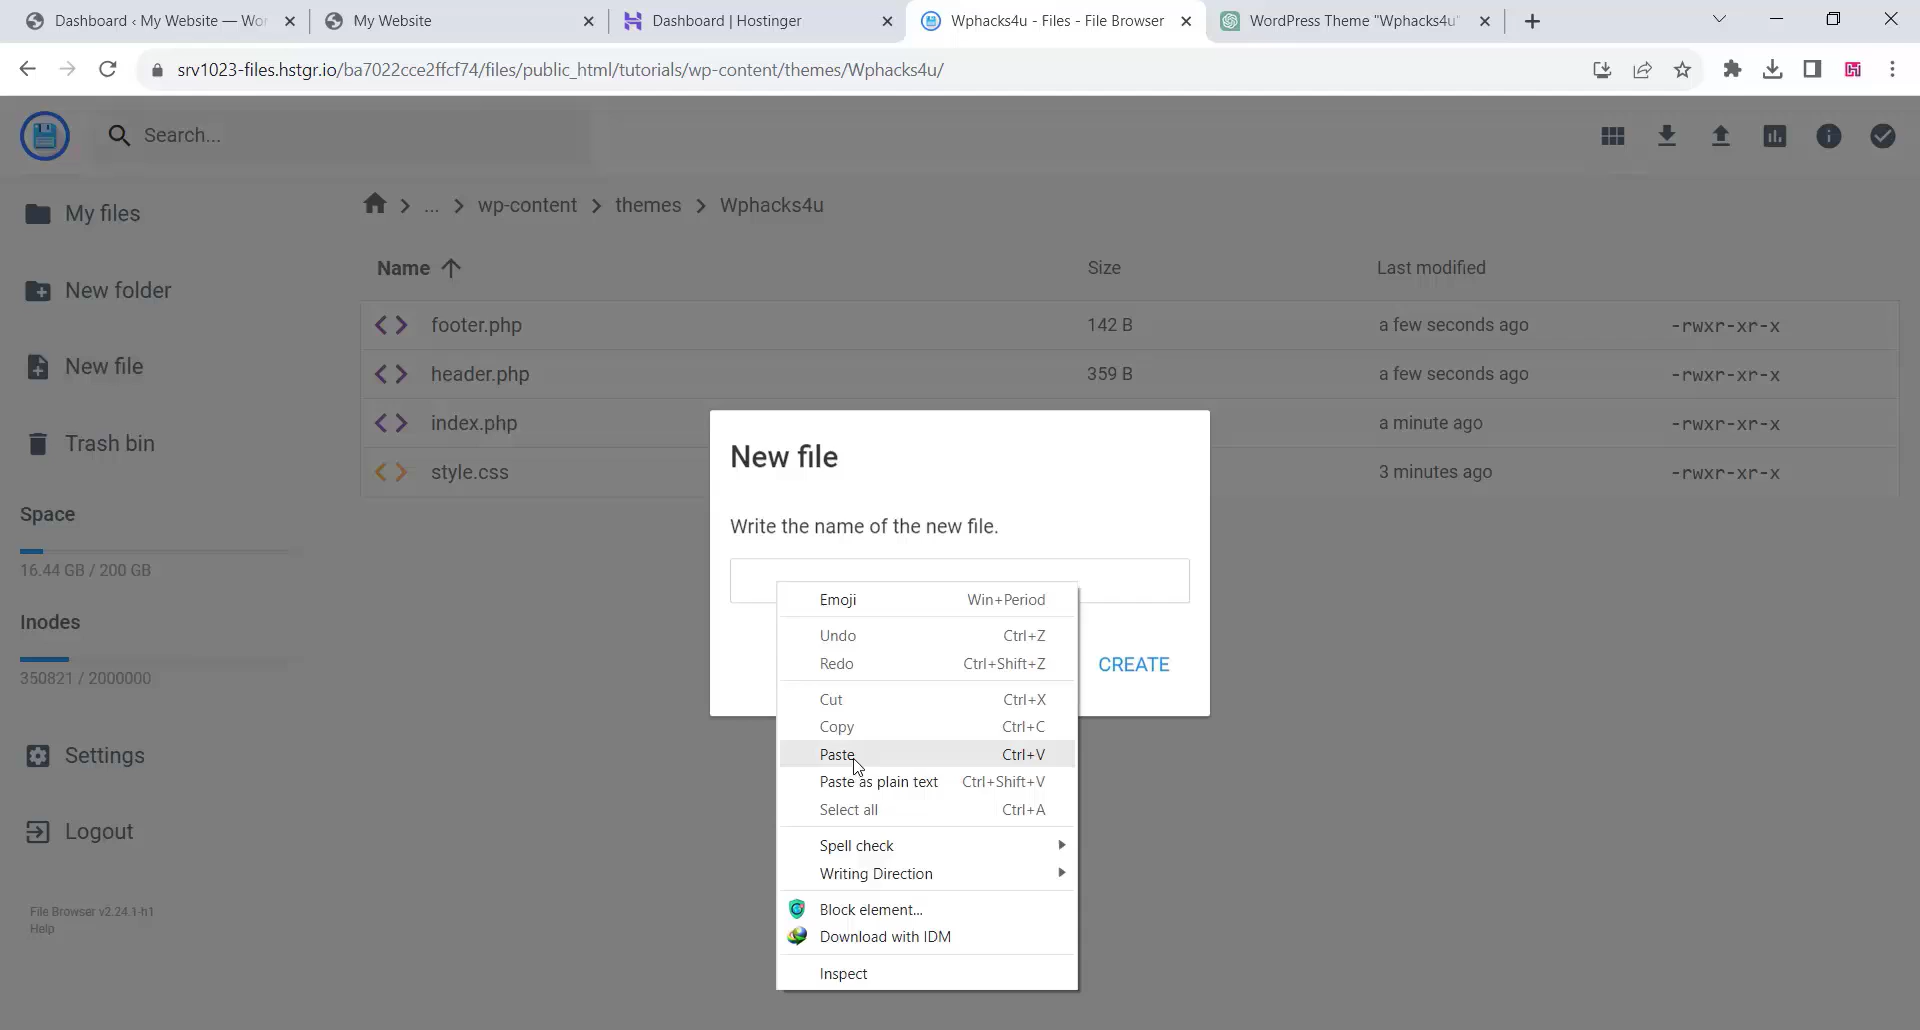 Dashboard ‹ My Website — Wor
My Website
Dashboard | Hostinger
Wphacks4u - Files - File Browser
WordPress Theme "Wphacks4u"
srv1023-files.hstgr.io/ba7022cce2ffcf74/files/public_html/tutorials/wp-content/themes/Wphacks4u/
Search...
My files
New folder
New file
Trash bin
Space
16.44 GB / 200 GB
Inodes
350821 / 2000000
Settings
Logout
File Browser v2.24.1-h1
Help
... wp-content themes Wphacks4u
Name Size Last modified
footer.php 142 B a few seconds ago -rwxr-xr-x
header.php 359 B a few seconds ago -rwxr-xr-x
index.php a minute ago -rwxr-xr-x
style.css 3 minutes ago -rwxr-xr-x
New file
Write the name of the new file.
CREATE
Emoji Win+Period
Undo Ctrl+Z
Redo Ctrl+Shift+Z
Cut Ctrl+X
Copy Ctrl+C
Paste Ctrl+V
Paste as plain text Ctrl+Shift+V
Select all Ctrl+A
Spell check
Writing Direction
Block element...
Download with IDM
Inspect